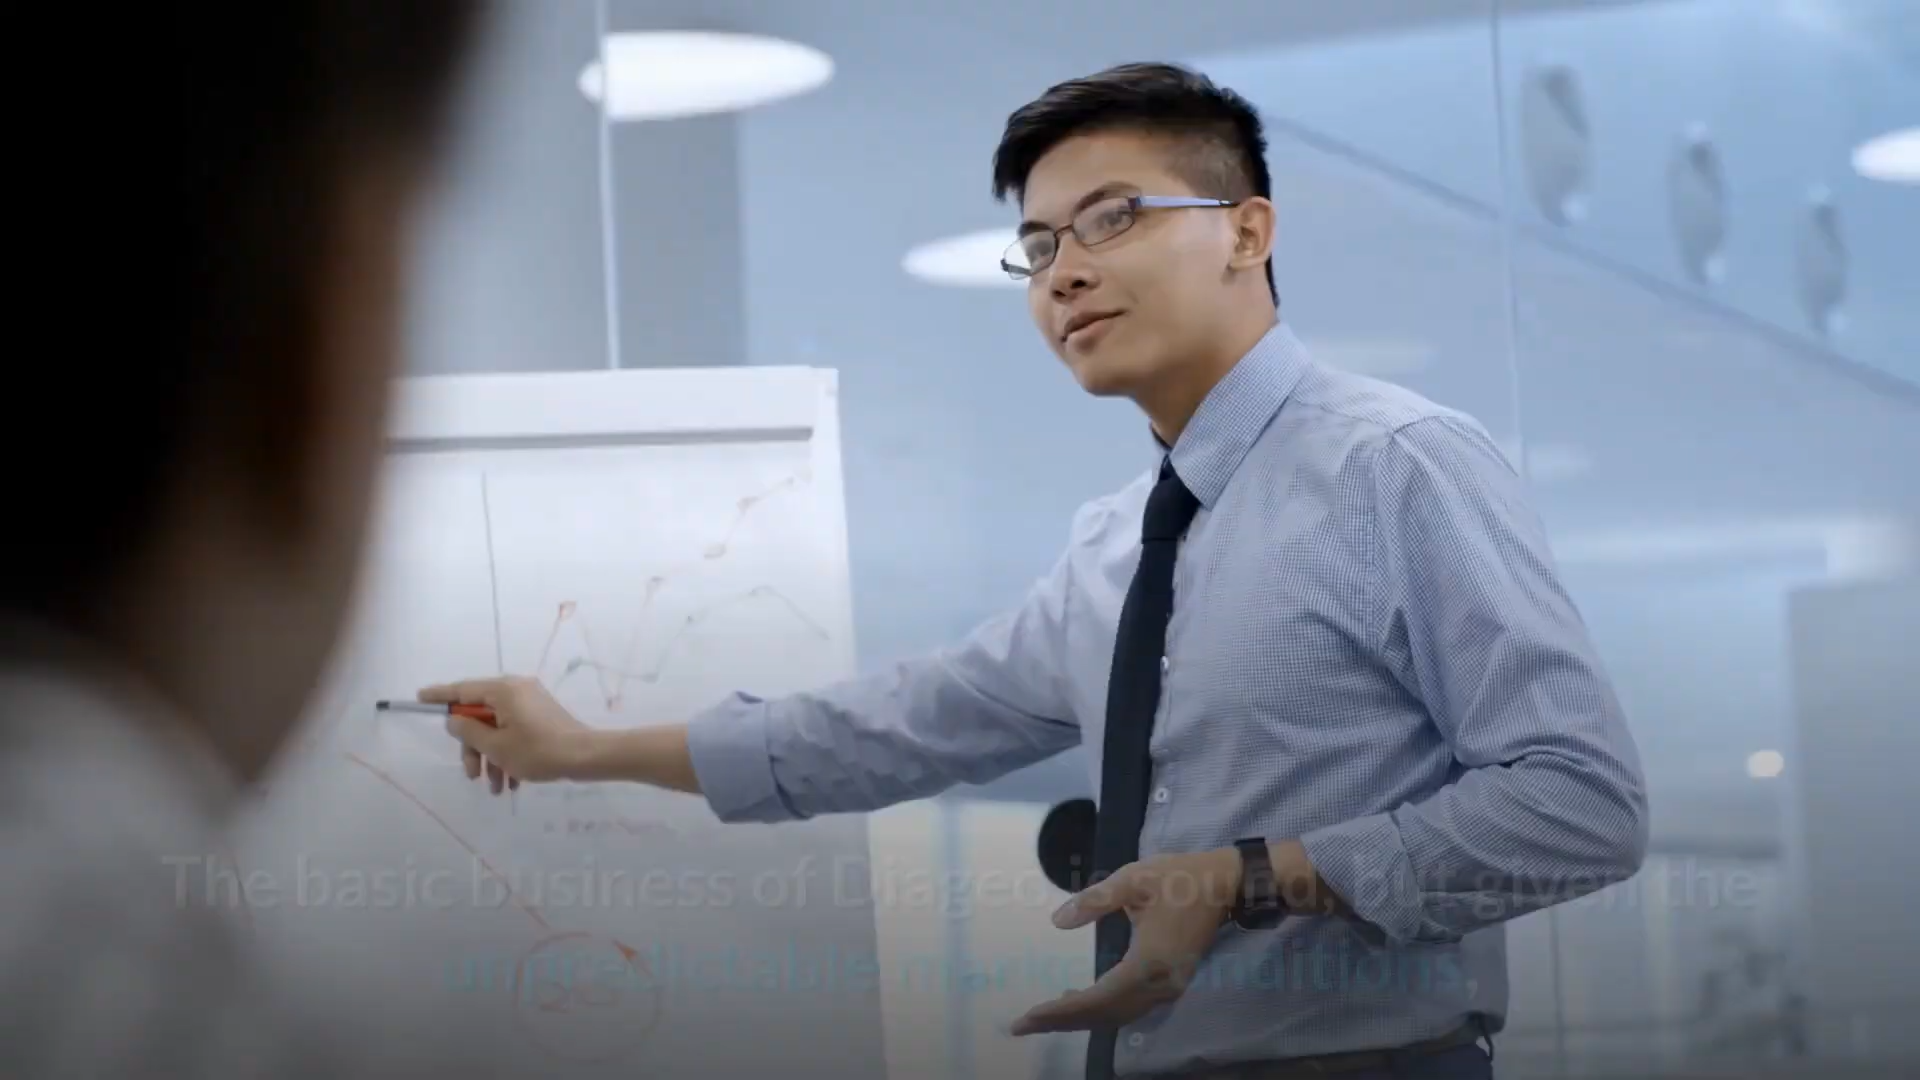 The basic business of Diageo is sound, but given the
unpredictable market conditions,